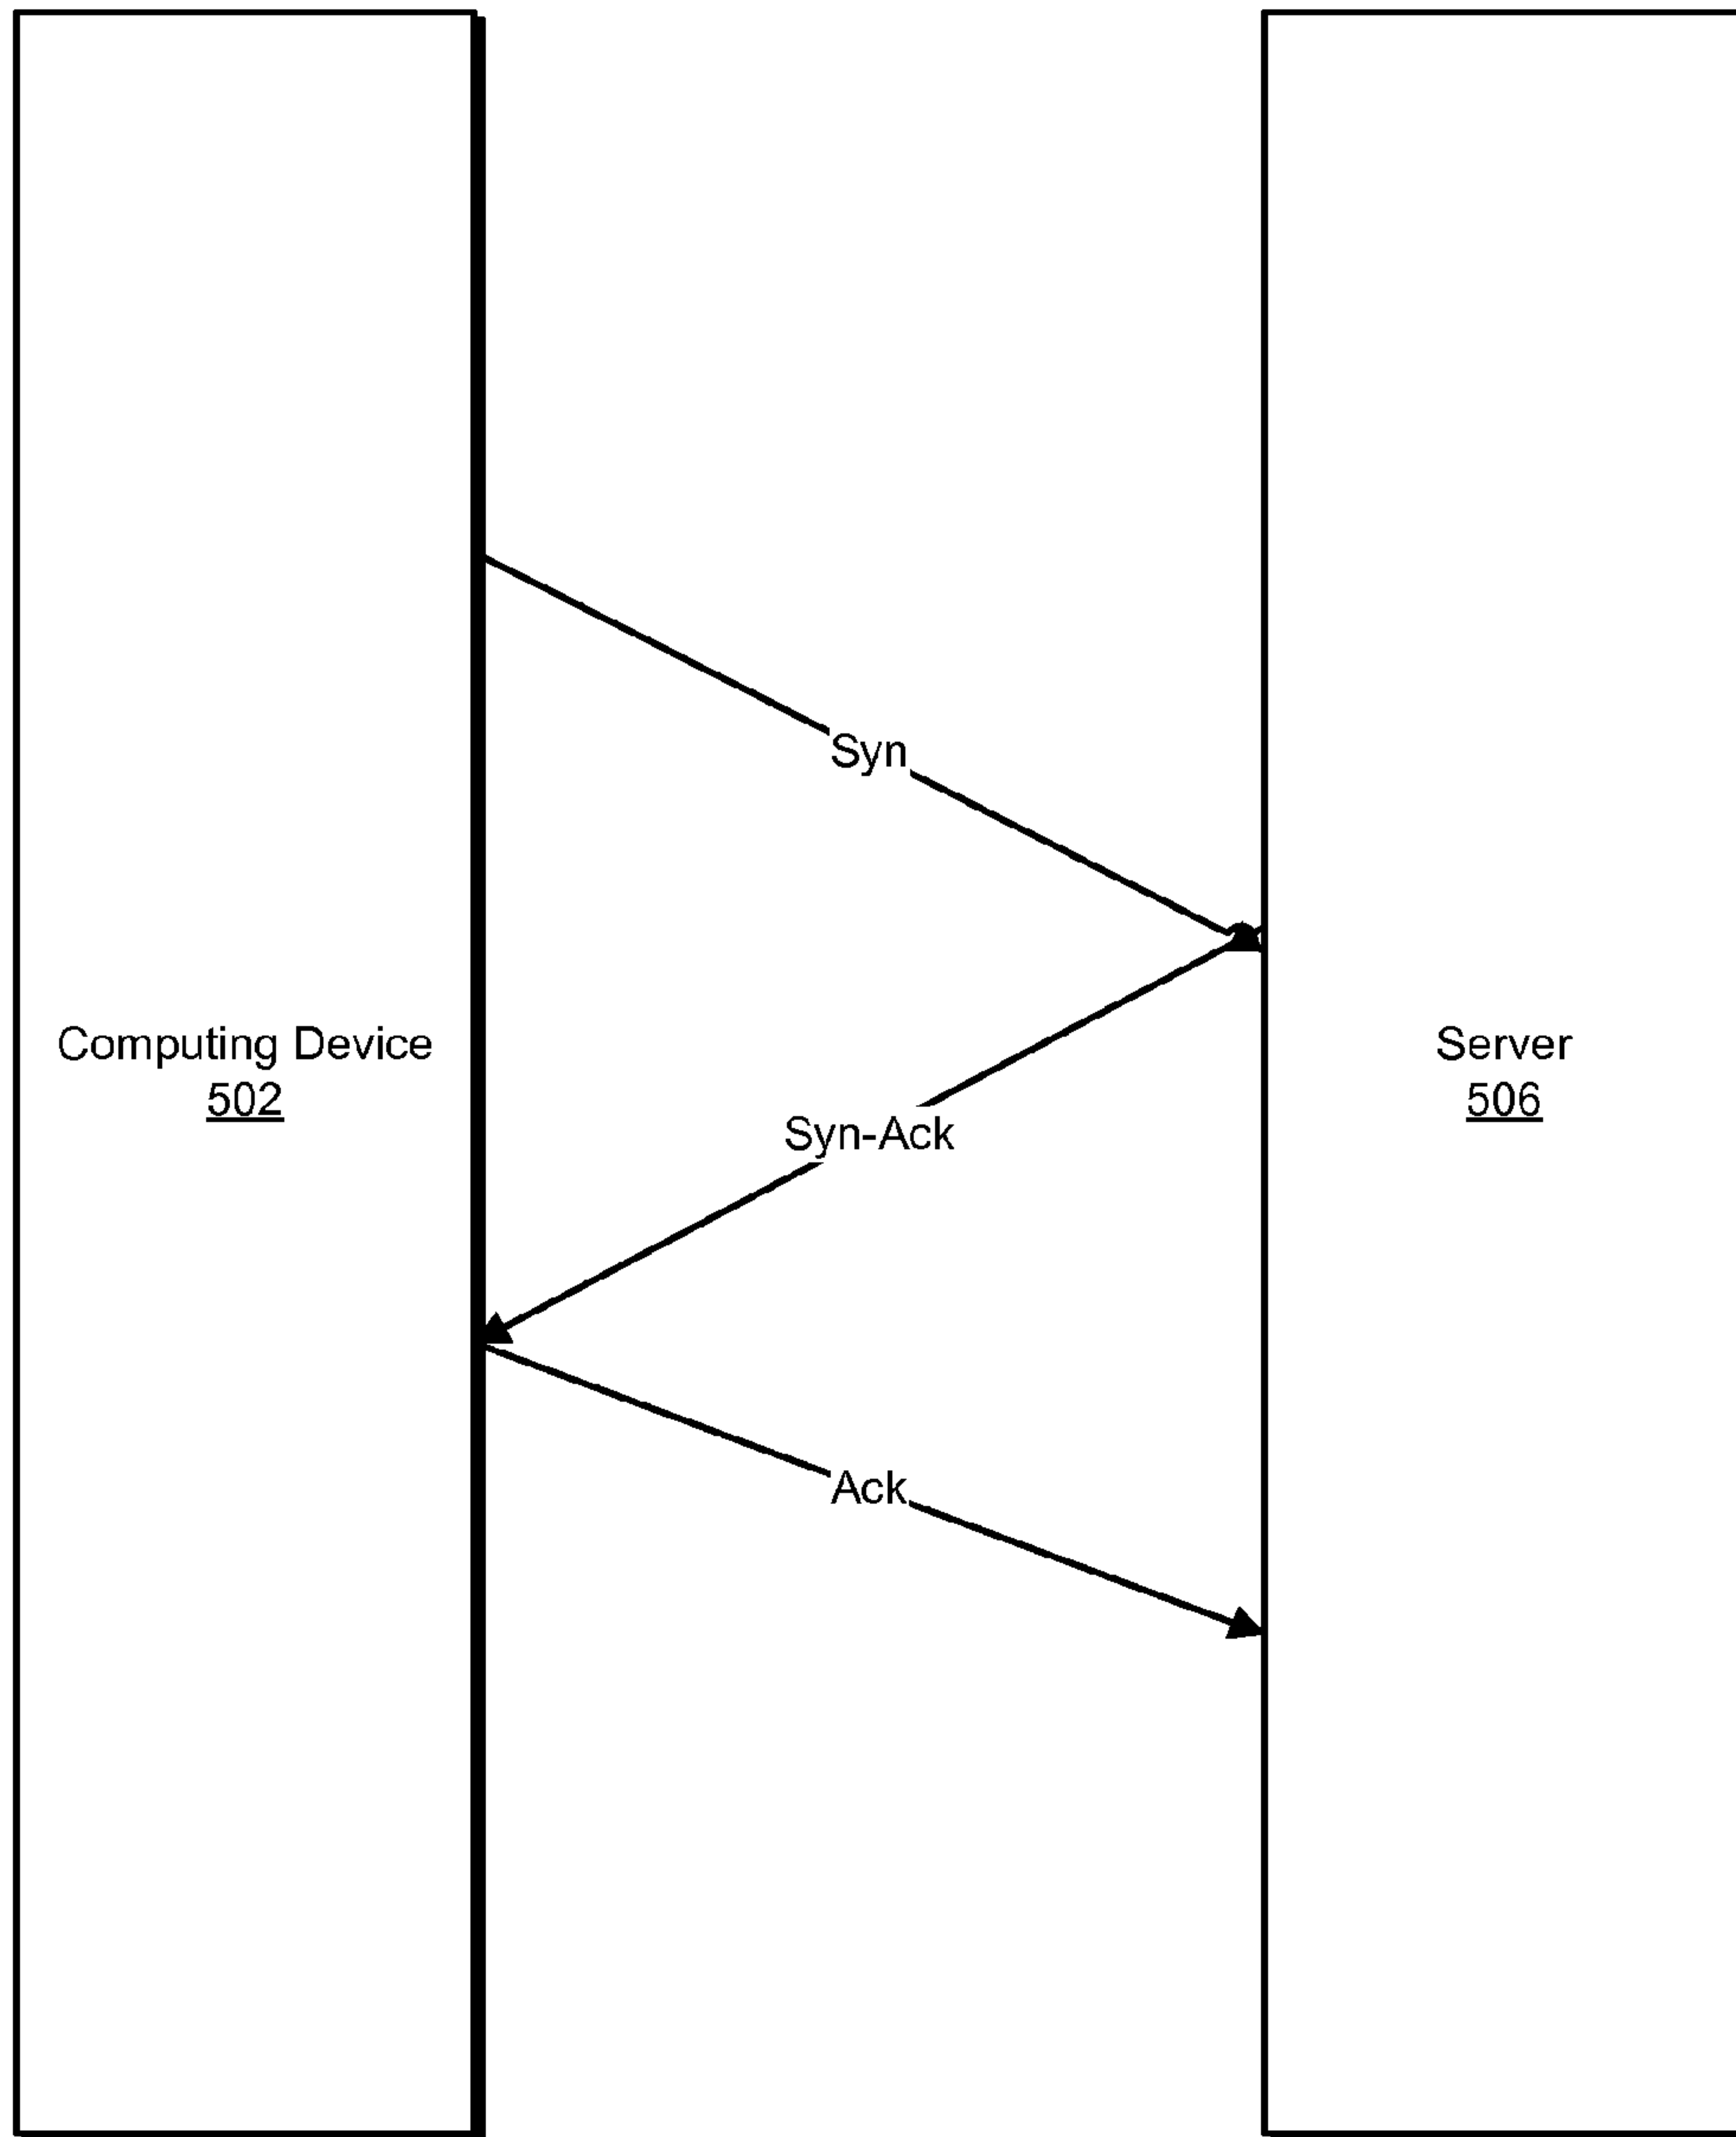 Syn
Computing Device
502
Server
506
Syn-Ack
Ack